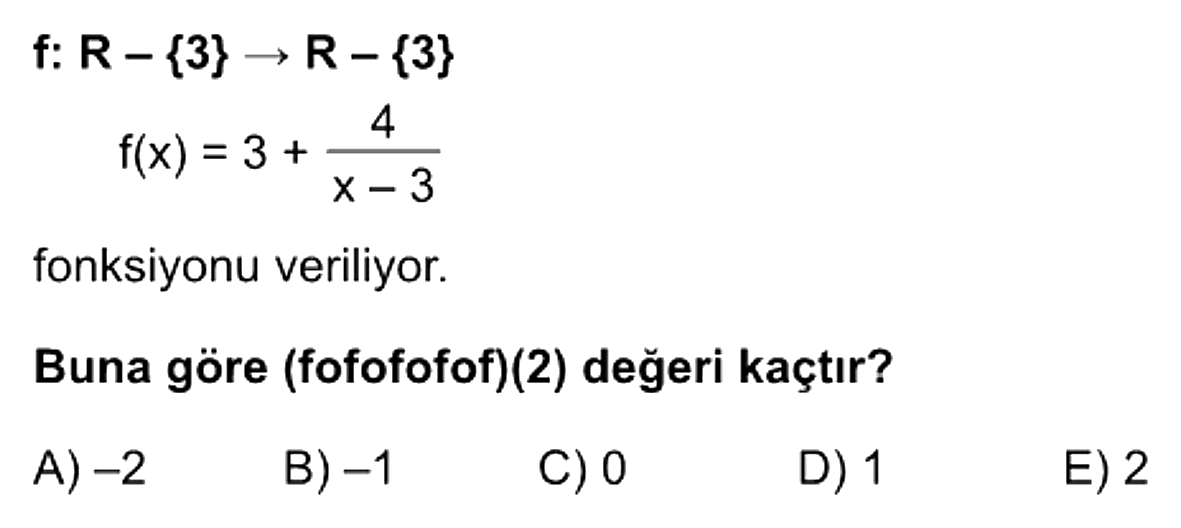 f: R – {3} → R – {3}
f(x) = 3 + 4 / (x – 3)
fonksiyonu veriliyor.
Buna göre (fofofofof)(2) değeri kaçtır?
A) –2 B) –1 C) 0 D) 1 E) 2